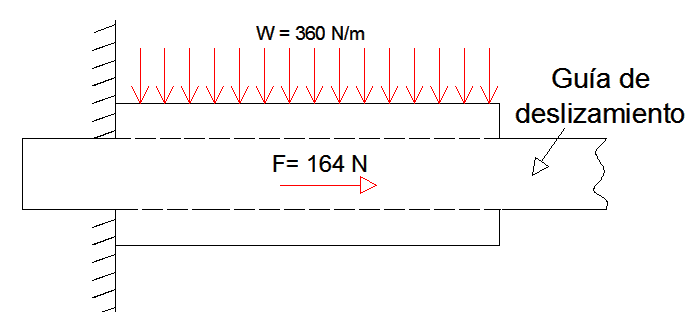 W = 360 N/m
Guía de
deslizamiento
F= 164 N